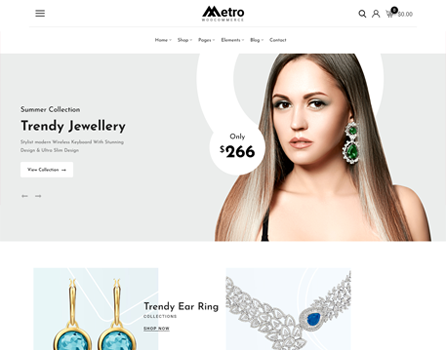 Metro
WOOCOMMERCE
0
$0.00
Home
Shop
Pages
Elements
Blog
Contact
Summer Collection
Trendy Jewellery
Stylist modern Wireless Keyboard With Stunning
Design & Ultra Slim Design
View Collection →
Only
$266
← →
Trendy Ear Ring
COLLECTIONS
SHOP NOW